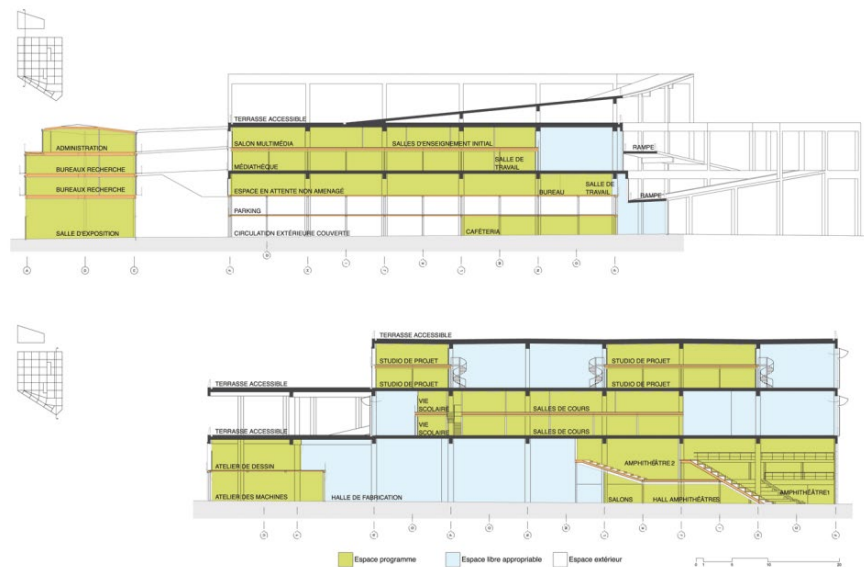 TERRASSE ACCESSIBLE
ADMINISTRATION
SALON MULTIMÉDIA
SALLES D'ENSEIGNEMENT INITIAL
RAMPE
BUREAUX RECHERCHE
MÉDIATHÈQUE
SALLE DE
TRAVAIL
BUREAUX RECHERCHE
ESPACE EN ATTENTE NON AMENAGÉ
BUREAU
SALLE DE
TRAVAIL
RAMPE
PARKING
SALLE D'EXPOSITION
CIRCULATION EXTÉRIEURE COUVERTE
CAFÉTERIA
TERRASSE ACCESSIBLE
STUDIO DE PROJET
STUDIO DE PROJET
TERRASSE ACCESSIBLE
STUDIO DE PROJET
STUDIO DE PROJET
VIE
SCOLAIRE
SALLES DE COURS
TERRASSE ACCESSIBLE
VIE
SCOLAIRE
SALLES DE COURS
ATELIER DE DESSIN
AMPHITHÉÂTRE 2
ATELIER DES MACHINES
HALLE DE FABRICATION
SALONS
HALL AMPHITHÉÂTRES
AMPHITHÉÂTRE1
Espace programme
Espace libre appropriable
Espace extérieur